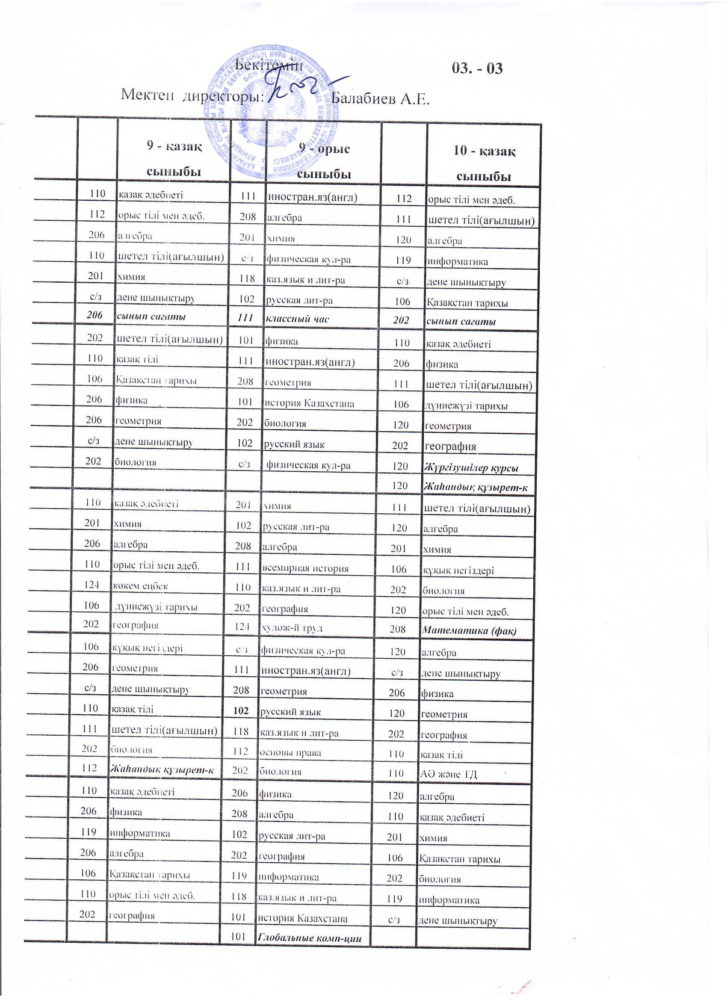 Бекітемін 03. - 03
Мектеп директоры: Балабиев А.Е.
9 - қазақ сыныбы 9 - орыс сыныбы 10 - қазақ сыныбы
110 қазақ әдебиеті 111 иностран.яз(англ) 112 орыс тілі мен әдеб.
112 орыс тілі мен әдеб. 208 алгебра 111 шетел тілі(ағылшын)
206 алгебра 201 химия 120 алгебра
110 шетел тілі(ағылшын) с/з физическая кул-ра 119 информатика
201 химия 118 каз.язык и лит-ра с/з дене шынықтыру
с/з дене шынықтыру 102 русская лит-ра 106 Қазақстан тарихы
206 сынып сағаты 111 классный час 202 сынып сағаты
202 шетел тілі(ағылшын) 101 физика 110 қазақ әдебиеті
110 қазақ тілі 111 иностран.яз(англ) 206 физика
106 Қазақстан тарихы 208 геометрия 111 шетел тілі(ағылшын)
206 физика 101 история Казахстана 106 дүниежүзі тарихы
206 геометрия 202 биология 120 геометрия
с/з дене шынықтыру 102 русский язык 202 география
202 биология с/з физическая кул-ра 120 Жүргізушілер курсы
120 Жаһандық құзырет-к
110 қазақ әдебиеті 201 химия 111 шетел тілі(ағылшын)
201 химия 102 русская лит-ра 120 алгебра
206 алгебра 208 алгебра 201 химия
110 орыс тілі мен әдеб. 111 всемирная история 106 құқық негіздері
124 көкем еңбек 110 каз.язык и лит-ра 202 биология
106 дүниежүзі тарихы 202 география 120 орыс тілі мен әдеб.
202 география 124 худож-й труд 208 Математика (фак)
106 құқық негіздері с/з физическая кул-ра 120 алгебра
206 геометрия 111 иностран.яз(англ) с/з дене шынықтыру
с/з дене шынықтыру 208 геометрия 206 физика
110 қазақ тілі 102 русский язык 120 геометрия
111 шетел тілі(ағылшын) 118 каз.язык и лит-ра 202 география
202 биология 112 основы права 110 қазақ тілі
112 Жаһандық құзырет-к 202 биология 110 АӘ және ТД
110 қазақ әдебиеті 206 физика 120 алгебра
206 физика 208 алгебра 110 қазақ әдебиеті
119 информатика 102 русская лит-ра 201 химия
206 алгебра 202 география 106 Қазақстан тарихы
106 Қазақстан тарихы 119 информатика 202 биология
110 орыс тілі мен әдеб. 118 каз.язык и лит-ра 119 информатика
202 география 101 история Казахстана с/з дене шынықтыру
101 Глобальные комп-ции